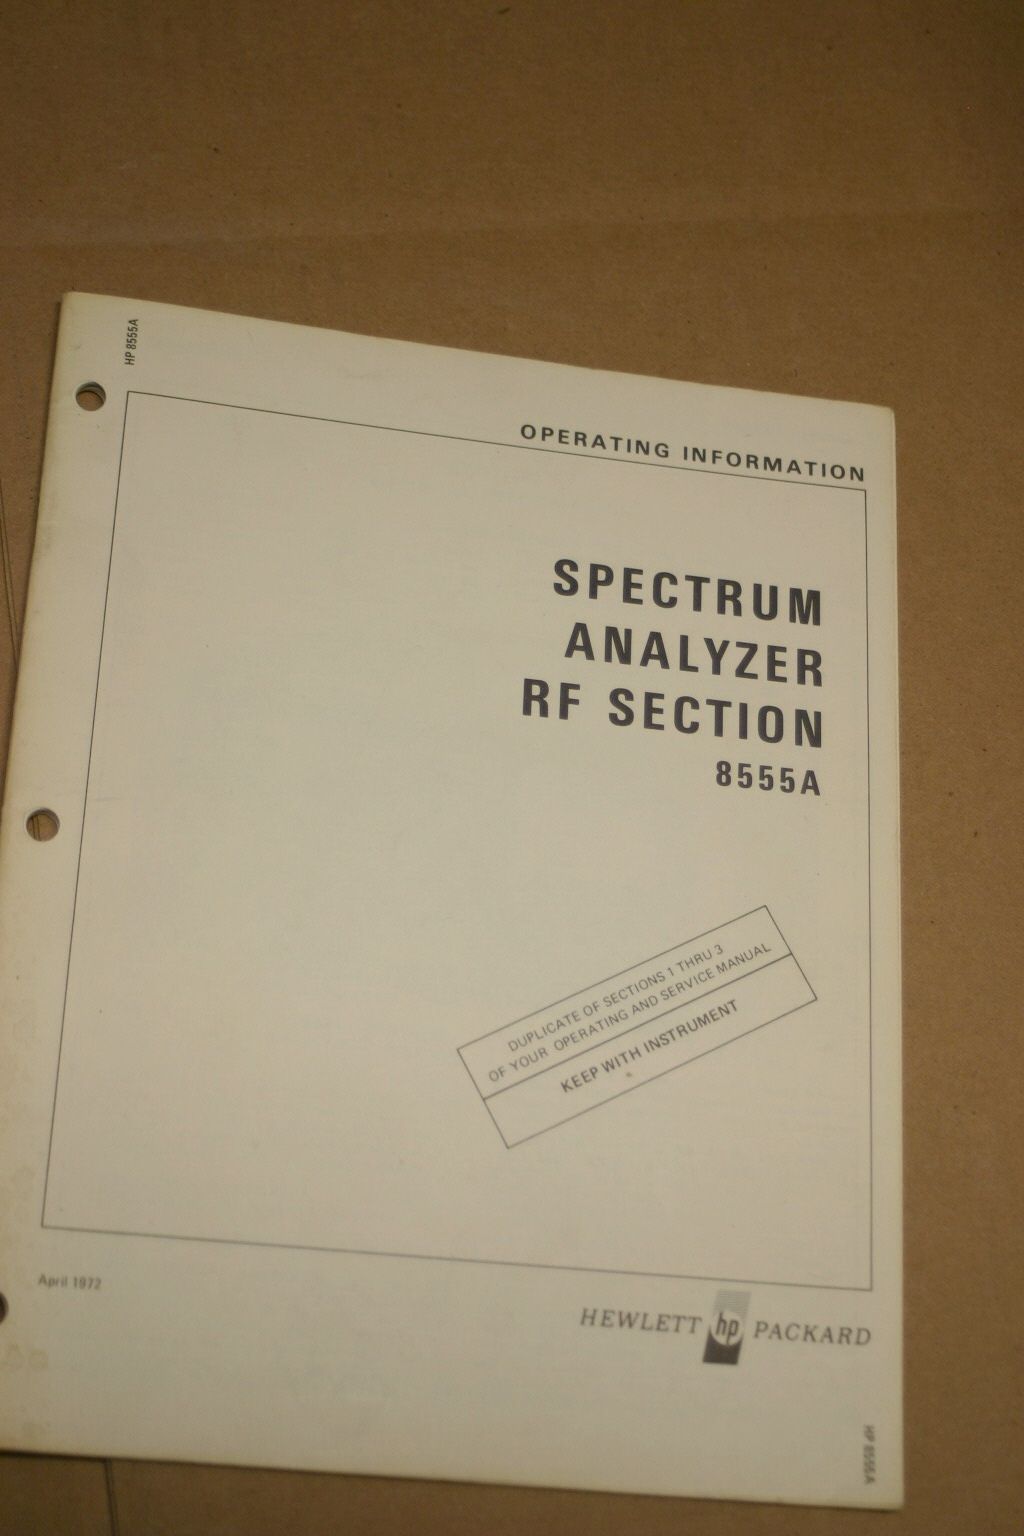 HP 8555A
OPERATING INFORMATION
SPECTRUM
ANALYZER
RF SECTION
8555A
DUPLICATE OF SECTIONS 1 THRU 3
OF YOUR OPERATING AND SERVICE MANUAL
KEEP WITH INSTRUMENT
April 1972
HEWLETT hp PACKARD
HP 8555A